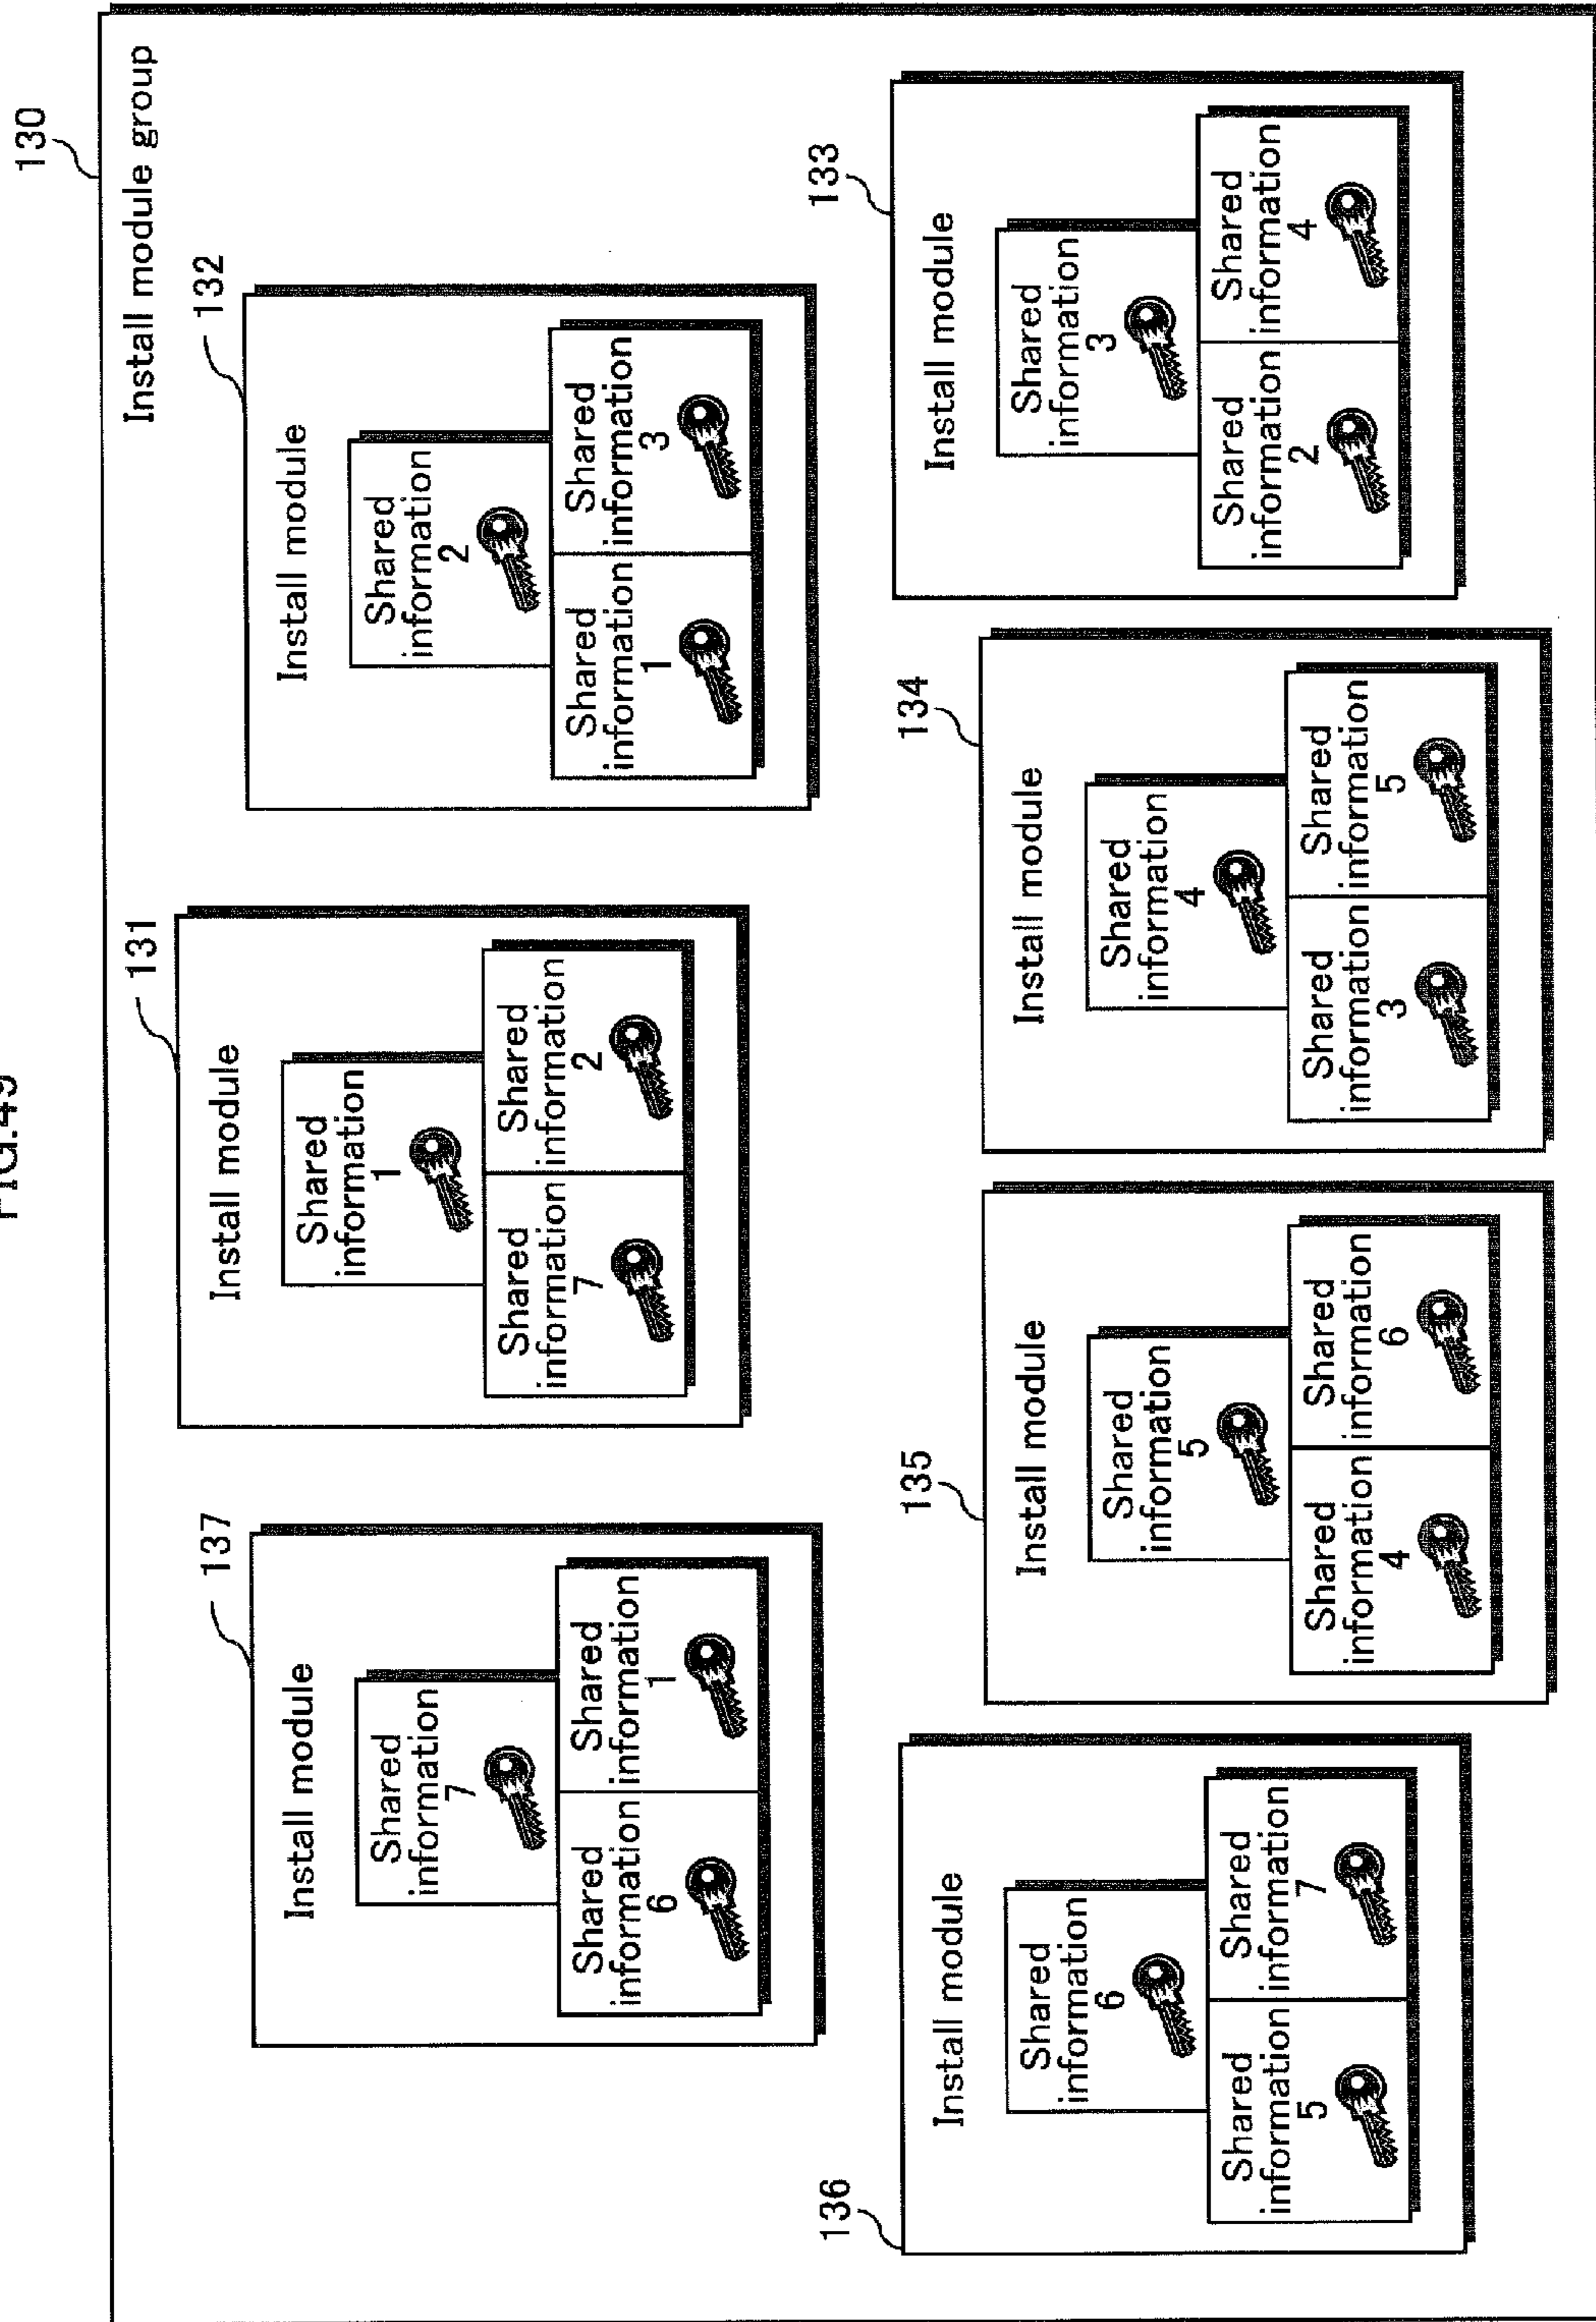 FIG.49
130
Install module group
137
Install module
Shared
information
7
Shared
information
6
Shared
information
1
131
Install module
Shared
information
1
Shared
information
7
Shared
information
2
132
Install module
Shared
information
2
Shared
information
1
Shared
information
3
136
Install module
Shared
information
6
Shared
information
5
Shared
information
7
135
Install module
Shared
information
5
Shared
information
4
Shared
information
6
134
Install module
Shared
information
4
Shared
information
3
Shared
information
5
133
Install module
Shared
information
3
Shared
information
2
Shared
information
4